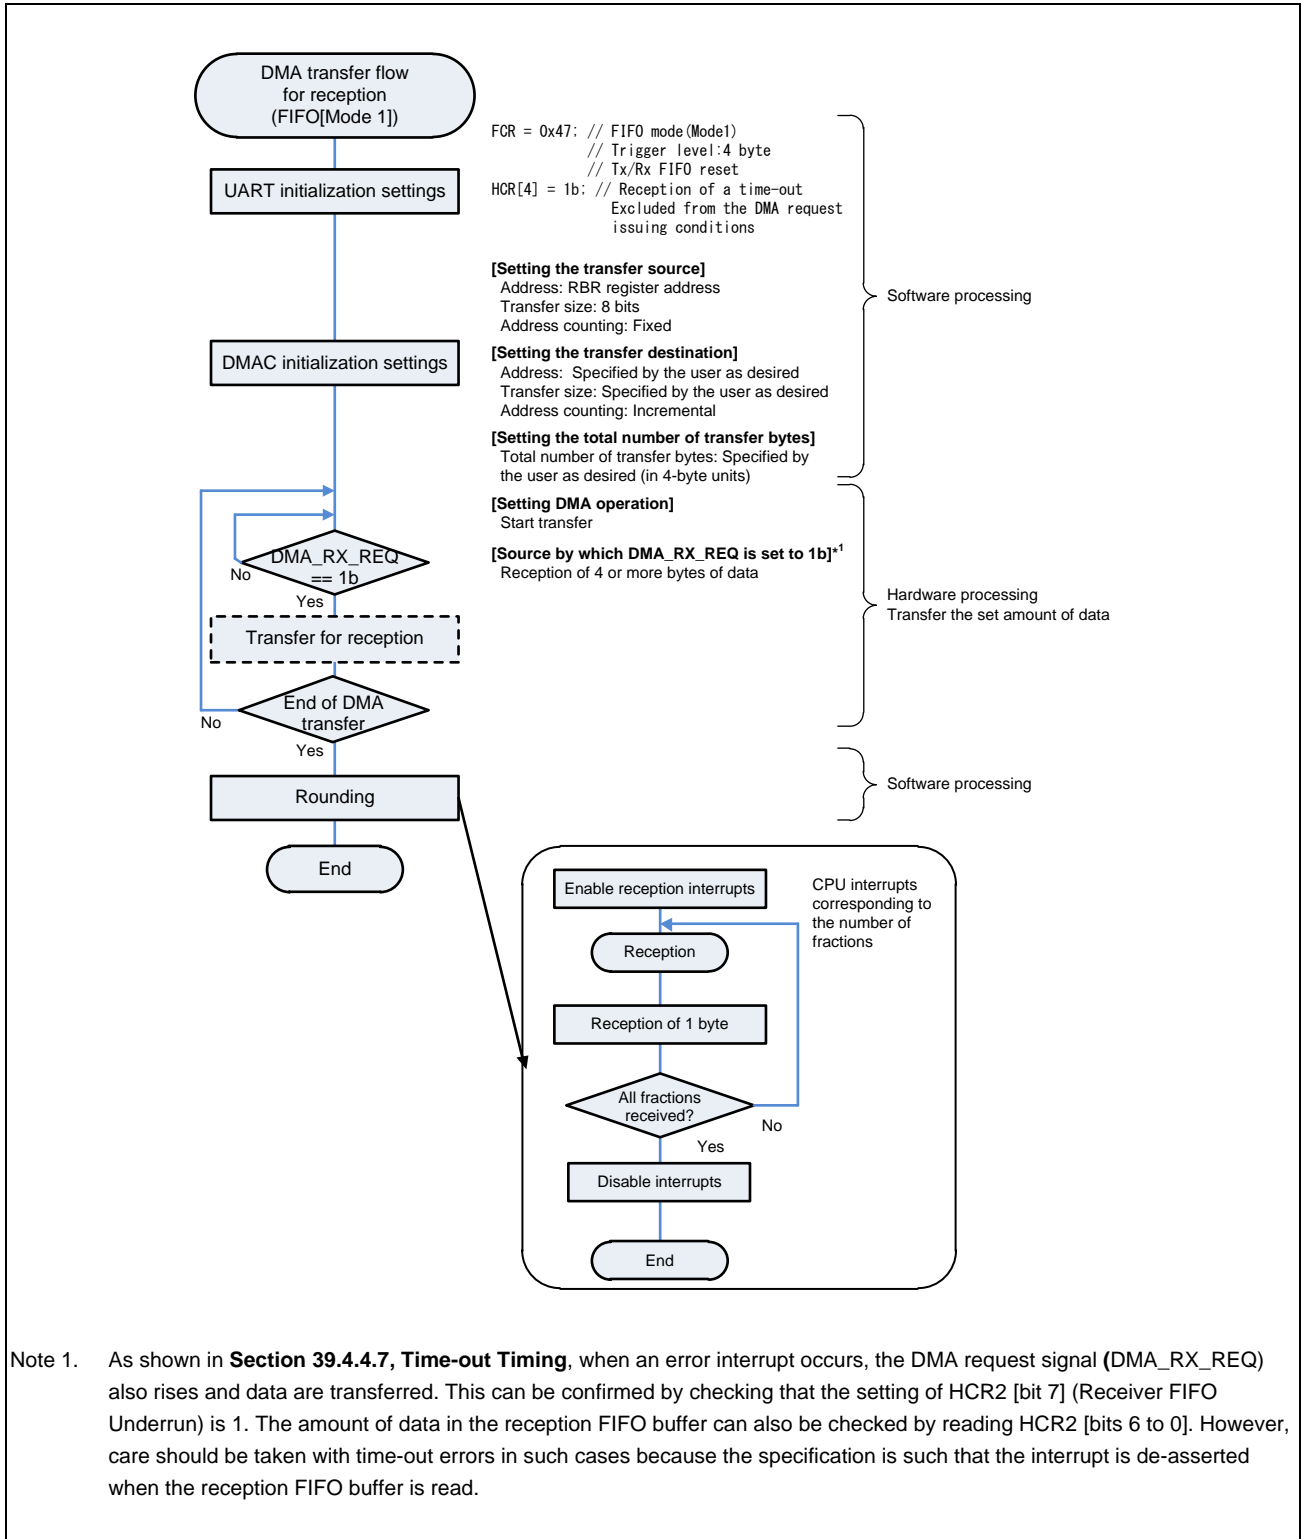 DMA transfer flow
for reception
(FIFO[Mode 1])
UART initialization settings
FCR = 0x47; // FIFO mode(Mode1)
// Trigger level:4 byte
// Tx/Rx FIFO reset
HCR[4] = 1b; // Reception of a time-out
Excluded from the DMA request
issuing conditions
[Setting the transfer source]
Address: RBR register address
Transfer size: 8 bits
Address counting: Fixed
Software processing
DMAC initialization settings
[Setting the transfer destination]
Address:  Specified by the user as desired
Transfer size: Specified by the user as desired
Address counting: Incremental
[Setting the total number of transfer bytes]
Total number of transfer bytes: Specified by
the user as desired (in 4-byte units)
[Setting DMA operation]
Start transfer
[Source by which DMA_RX_REQ is set to 1b]*1
Reception of 4 or more bytes of data
DMA_RX_REQ
== 1b
No
Yes
Hardware processing
Transfer the set amount of data
Transfer for reception
End of DMA
transfer
No
Yes
Rounding
Software processing
End
Enable reception interrupts
CPU interrupts
corresponding to
the number of
fractions
Reception
Reception of 1 byte
All fractions
received?
No
Yes
Disable interrupts
End
Note 1. As shown in Section 39.4.4.7, Time-out Timing, when an error interrupt occurs, the DMA request signal (DMA_RX_REQ)
also rises and data are transferred. This can be confirmed by checking that the setting of HCR2 [bit 7] (Receiver FIFO
Underrun) is 1. The amount of data in the reception FIFO buffer can also be checked by reading HCR2 [bits 6 to 0]. However,
care should be taken with time-out errors in such cases because the specification is such that the interrupt is de-asserted
when the reception FIFO buffer is read.